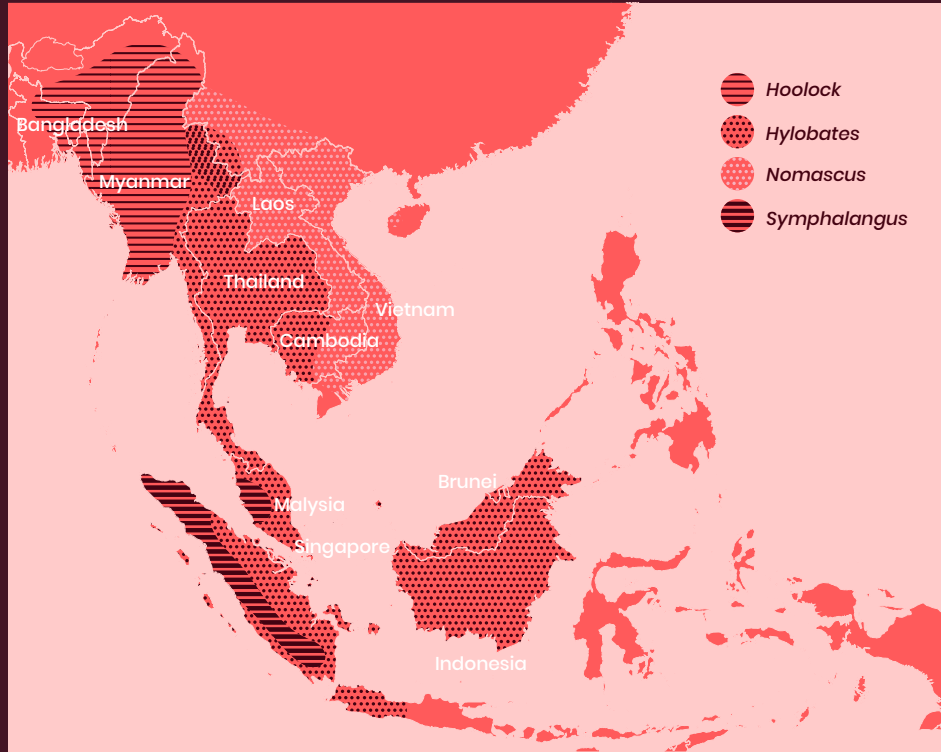 Hoolock
Bangladesh
Hylobates
Nomascus
Myanmar
Laos
Symphalangus
Thailand
Vietnam
Cambodia
Brunei
Malysia
Singapore
Indonesia